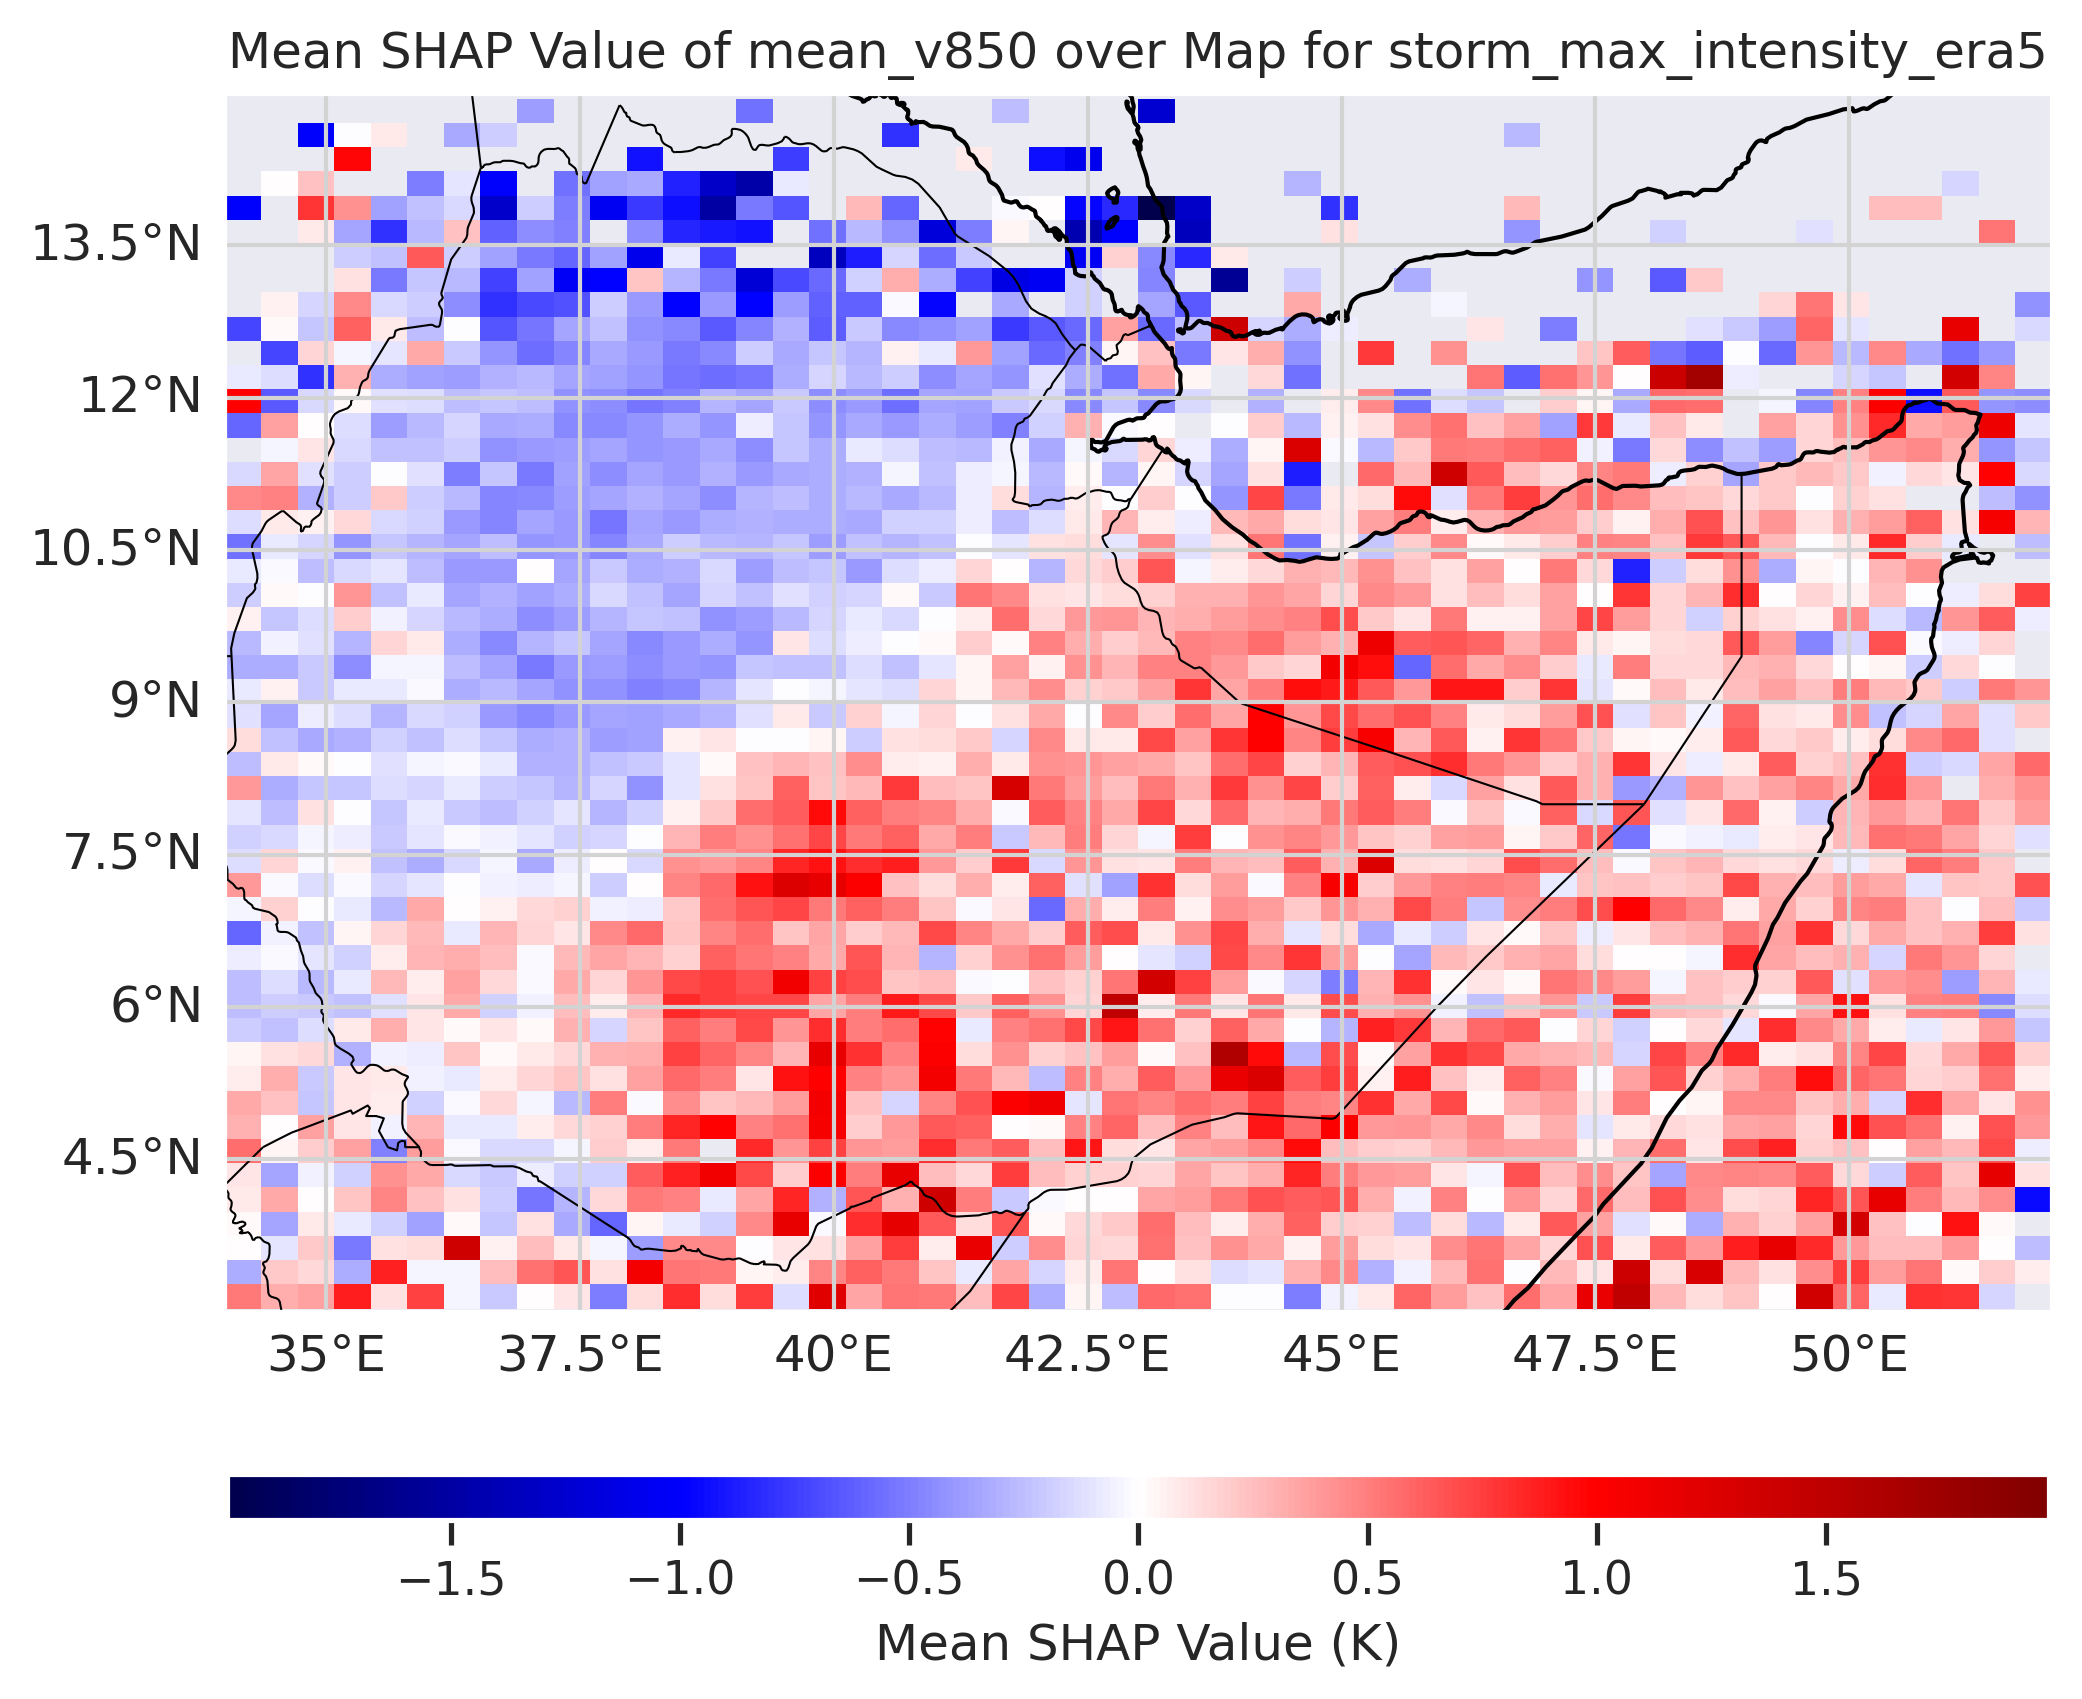 Mean SHAP Value of mean_v850 over Map for storm_max_intensity_era5
13.5°N
12°N
10.5°N
9°N
7.5°N
6°N
4.5°N
35°E 37.5°E 40°E 42.5°E 45°E 47.5°E 50°E
−1.5 −1.0 −0.5 0.0 0.5 1.0 1.5
Mean SHAP Value (K)